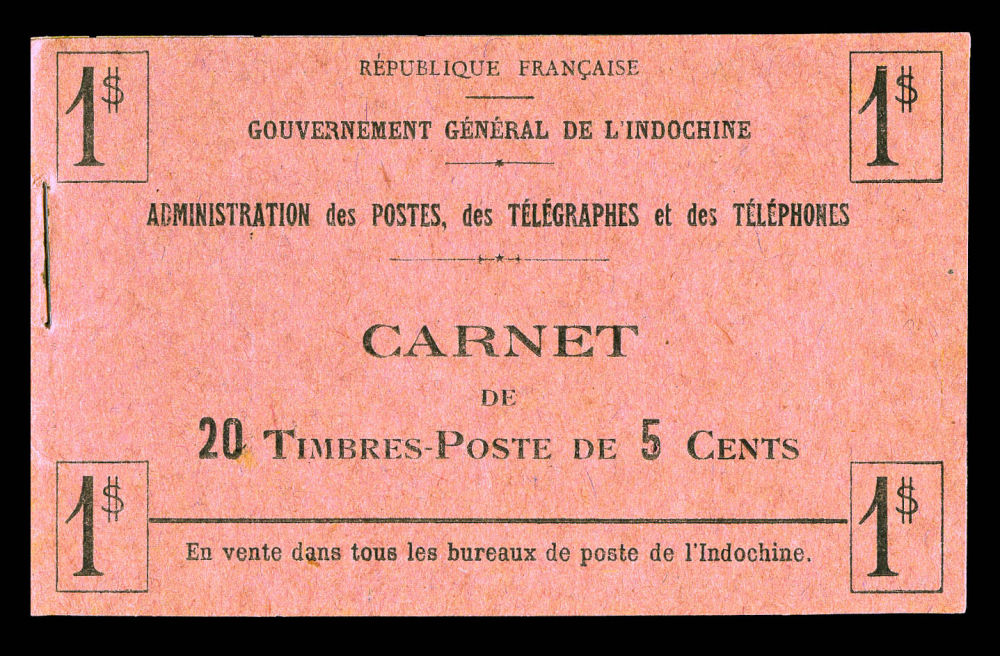 1$ RÉPUBLIQUE FRANÇAISE 1$
GOUVERNEMENT GÉNÉRAL DE L'INDOCHINE
ADMINISTRATION des POSTES, des TÉLÉGRAPHES et des TÉLÉPHONES
CARNET
DE
20 TIMBRES-POSTE DE 5 CENTS
1$ 1$
En vente dans tous les bureaux de poste de l'Indochine.